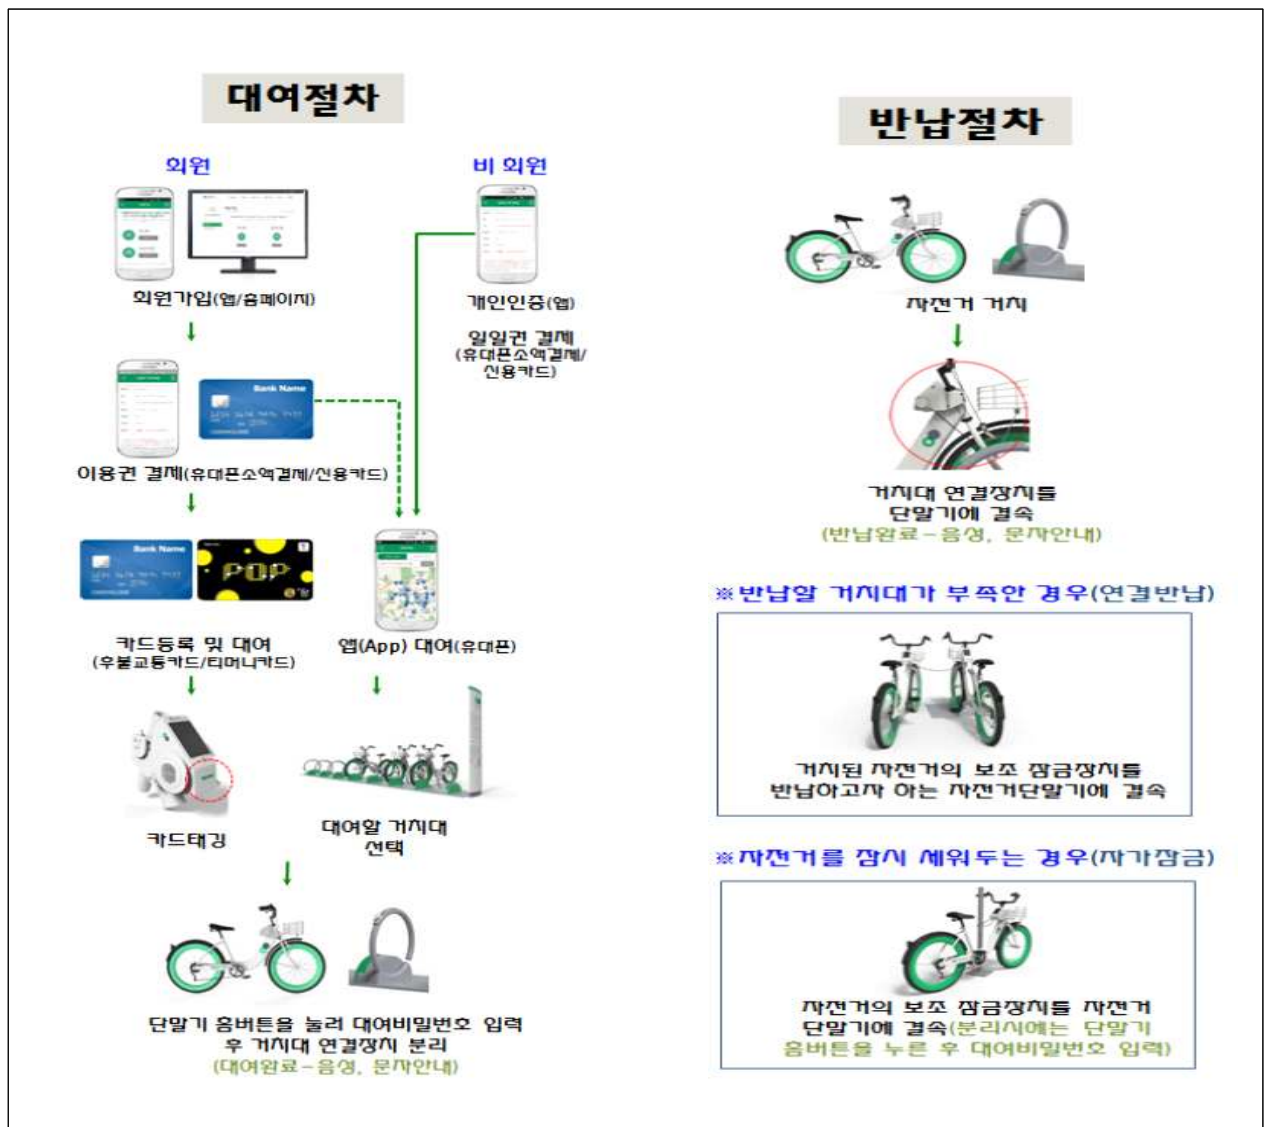 대여절차
회원
비 회원
회원가입(앱/홈페이지)
개인인증(앱)
일일권 결제
(휴대폰소액결제/
신용카드)
Bank Name
이용권 결제(휴대폰소액결제/신용카드)
Bank Name
POP
카드등록 및 대여
(후불교통카드/티머니카드)
앱(App) 대여(휴대폰)
카드태깅
대여할 거치대
선택
단말기 홈버튼을 눌러 대여비밀번호 입력
후 거치대 연결장치 분리
(대여완료-음성, 문자안내)
반납절차
자전거 거치
거치대 연결장치를
단말기에 결속
(반납완료-음성, 문자안내)
※반납할 거치대가 부족한 경우(연결반납)
거치된 자전거의 보조 잠금장치를
반납하고자 하는 자전거단말기에 결속
※자전거를 잠시 세워두는 경우(자가잠금)
자전거의 보조 잠금장치를 자전거
단말기에 결속(분리시에는 단말기
홈버튼을 누른 후 대여비밀번호 입력)